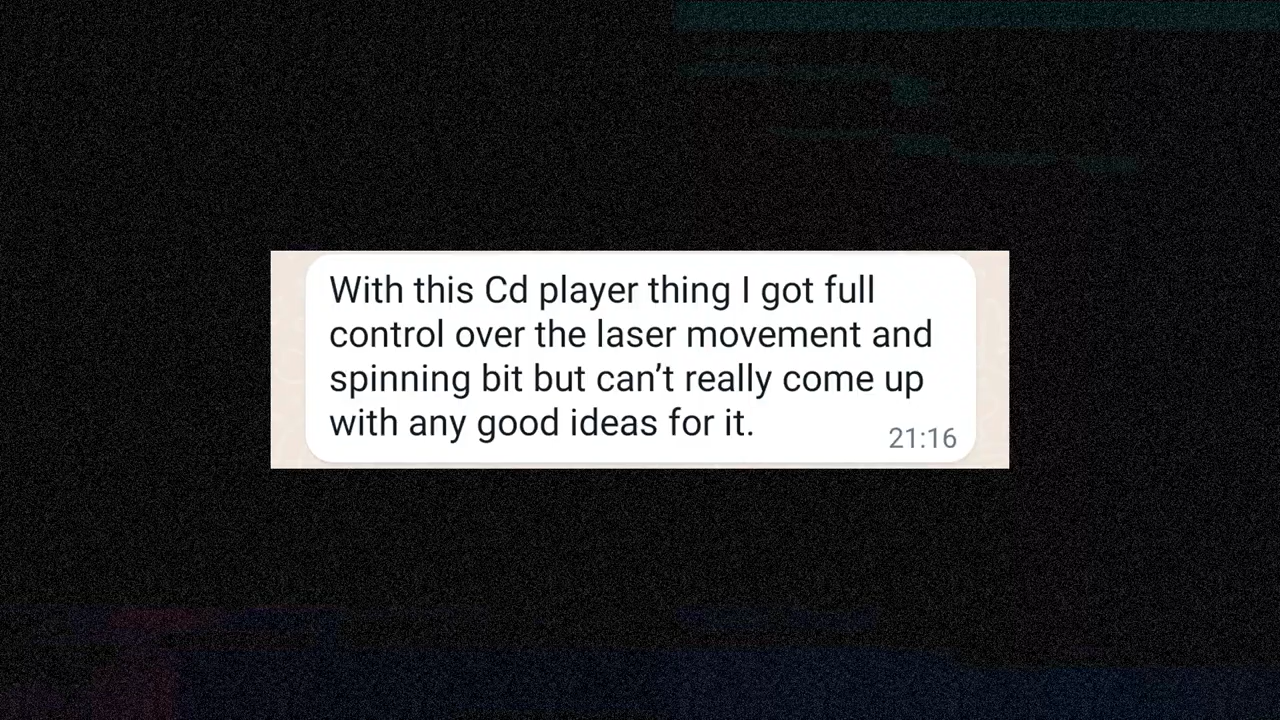 With this Cd player thing I got full
control over the laser movement and
spinning bit but can’t really come up
with any good ideas for it.
21:16